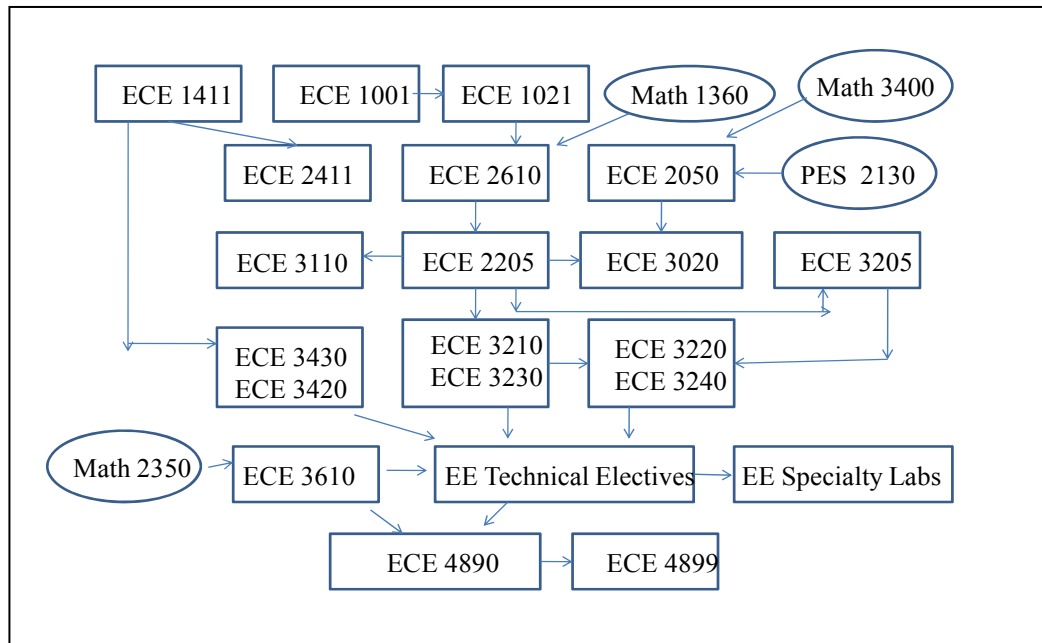 ECE 1411
ECE 1001
ECE 1021
Math 1360
Math 3400
ECE 2411
ECE 2610
ECE 2050
PES 2130
ECE 3110
ECE 2205
ECE 3020
ECE 3205
ECE 3430
ECE 3420
ECE 3210
ECE 3230
ECE 3220
ECE 3240
Math 2350
ECE 3610
EE Technical Electives
EE Specialty Labs
ECE 4890
ECE 4899